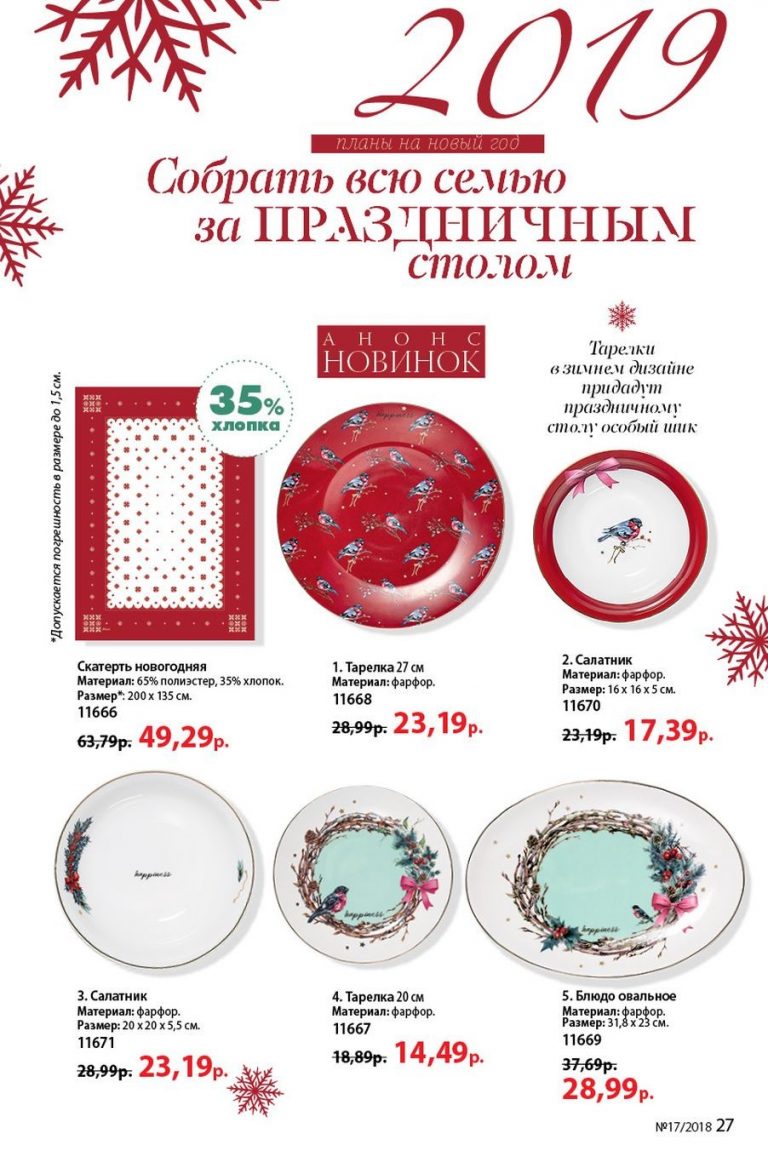 2019
планы на новый год
Собрать всю семью
за ПРАЗДНИЧНЫМ
столом
АНОНС
НОВИНОК
Тарелки
в зимнем дизайне
придадут
праздничному
столу особый шик
*Допускается погрешность в размере до 1,5 см.
35%
хлопка
happiness
Скатерть новогодняя
Материал: 65% полиэстер, 35% хлопок.
Размер*: 200 х 135 см.
11666
63,79р. 49,29р.
1. Тарелка 27 см
Материал: фарфор.
11668
28,99р. 23,19р.
2. Салатник
Материал: фарфор.
Размер: 16 х 16 х 5 см.
11670
23,19р. 17,39р.
happiness
happiness
happiness
3. Салатник
Материал: фарфор.
Размер: 20 х 20 х 5,5 см.
11671
28,99р. 23,19р.
4. Тарелка 20 см
Материал: фарфор.
11667
18,89р. 14,49р.
5. Блюдо овальное
Материал: фарфор.
Размер: 31,8 х 23 см.
11669
37,69р.
28,99р.
№17/2018 27